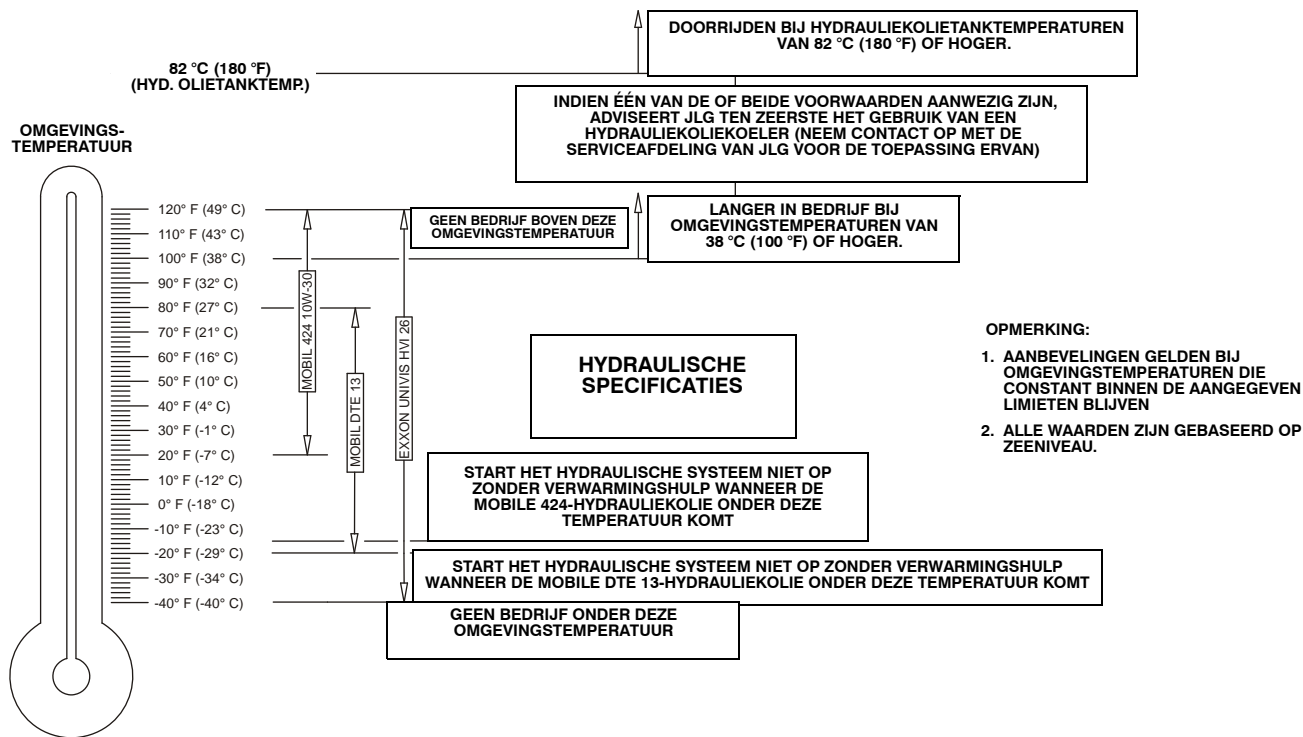 DOORRIJDEN BIJ HYDRAULIEKOLIETANKTEMPERATUREN
VAN 82 °C (180 °F) OF HOGER.
82 °C (180 °F)
(HYD. OLIETANKTEMP.)
INDIEN ÉÉN VAN DE OF BEIDE VOORWAARDEN AANWEZIG ZIJN,
ADVISEERT JLG TEN ZEERSTE HET GEBRUIK VAN EEN
HYDRAULIEKOLIEKOELER (NEEM CONTACT OP MET DE
SERVICEAFDELING VAN JLG VOOR DE TOEPASSING ERVAN)
OMGEVINGS-
TEMPERATUUR
120° F (49° C)
110° F (43° C)
100° F (38° C)
90° F (32° C)
80° F (27° C)
70° F (21° C)
60° F (16° C)
50° F (10° C)
40° F (4° C)
30° F (-1° C)
20° F (-7° C)
10° F (-12° C)
0° F (-18° C)
-10° F (-23° C)
-20° F (-29° C)
-30° F (-34° C)
-40° F (-40° C)
MOBIL 424 10W-30
MOBIL DTE 13
EXXON UNIVIS HVI 26
GEEN BEDRIJF BOVEN DEZE
OMGEVINGSTEMPERATUUR
LANGER IN BEDRIJF BIJ
OMGEVINGSTEMPERATUREN VAN
38 °C (100 °F) OF HOGER.
HYDRAULISCHE
SPECIFICATIES
OPMERKING:
1. AANBEVELINGEN GELDEN BIJ
OMGEVINGSTEMPERATUREN DIE
CONSTANT BINNEN DE AANGEGEVEN
LIMIETEN BLIJVEN
2. ALLE WAARDEN ZIJN GEBASEERD OP
ZEENIVEAU.
START HET HYDRAULISCHE SYSTEEM NIET OP
ZONDER VERWARMINGSHULP WANNEER DE
MOBILE 424-HYDRAULIEKOLIE ONDER DEZE
TEMPERATUUR KOMT
START HET HYDRAULISCHE SYSTEEM NIET OP ZONDER VERWARMINGSHULP
WANNEER DE MOBILE DTE 13-HYDRAULIEKOLIE ONDER DEZE TEMPERATUUR KOMT
GEEN BEDRIJF ONDER DEZE
OMGEVINGSTEMPERATUUR